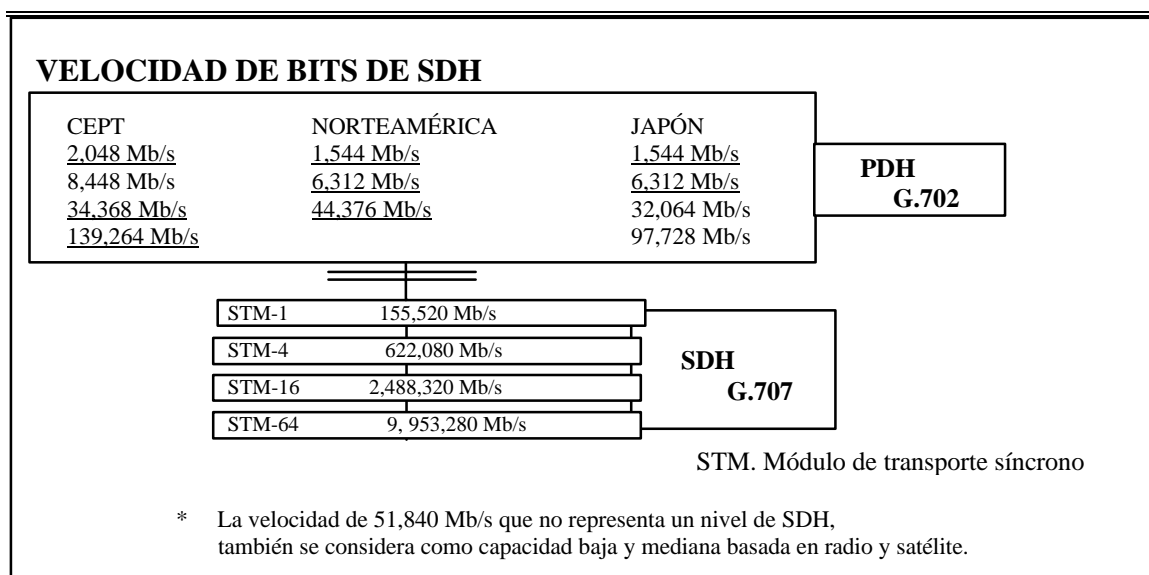 VELOCIDAD DE BITS DE SDH
CEPT NORTEAMÉRICA JAPÓN
2,048 Mb/s 1,544 Mb/s 1,544 Mb/s
8,448 Mb/s 6,312 Mb/s 6,312 Mb/s
34,368 Mb/s 44,376 Mb/s 32,064 Mb/s
139,264 Mb/s 97,728 Mb/s
PDH
G.702
STM-1 155,520 Mb/s
STM-4 622,080 Mb/s
STM-16 2,488,320 Mb/s
STM-64 9, 953,280 Mb/s
SDH
G.707
STM. Módulo de transporte síncrono
* La velocidad de 51,840 Mb/s que no representa un nivel de SDH,
también se considera como capacidad baja y mediana basada en radio y satélite.